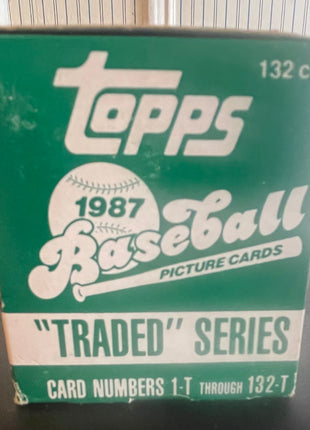 Topps
132 c
1987
Baseball
PICTURE CARDS
"TRADED" SERIES
CARD NUMBERS 1-T THROUGH 132-T